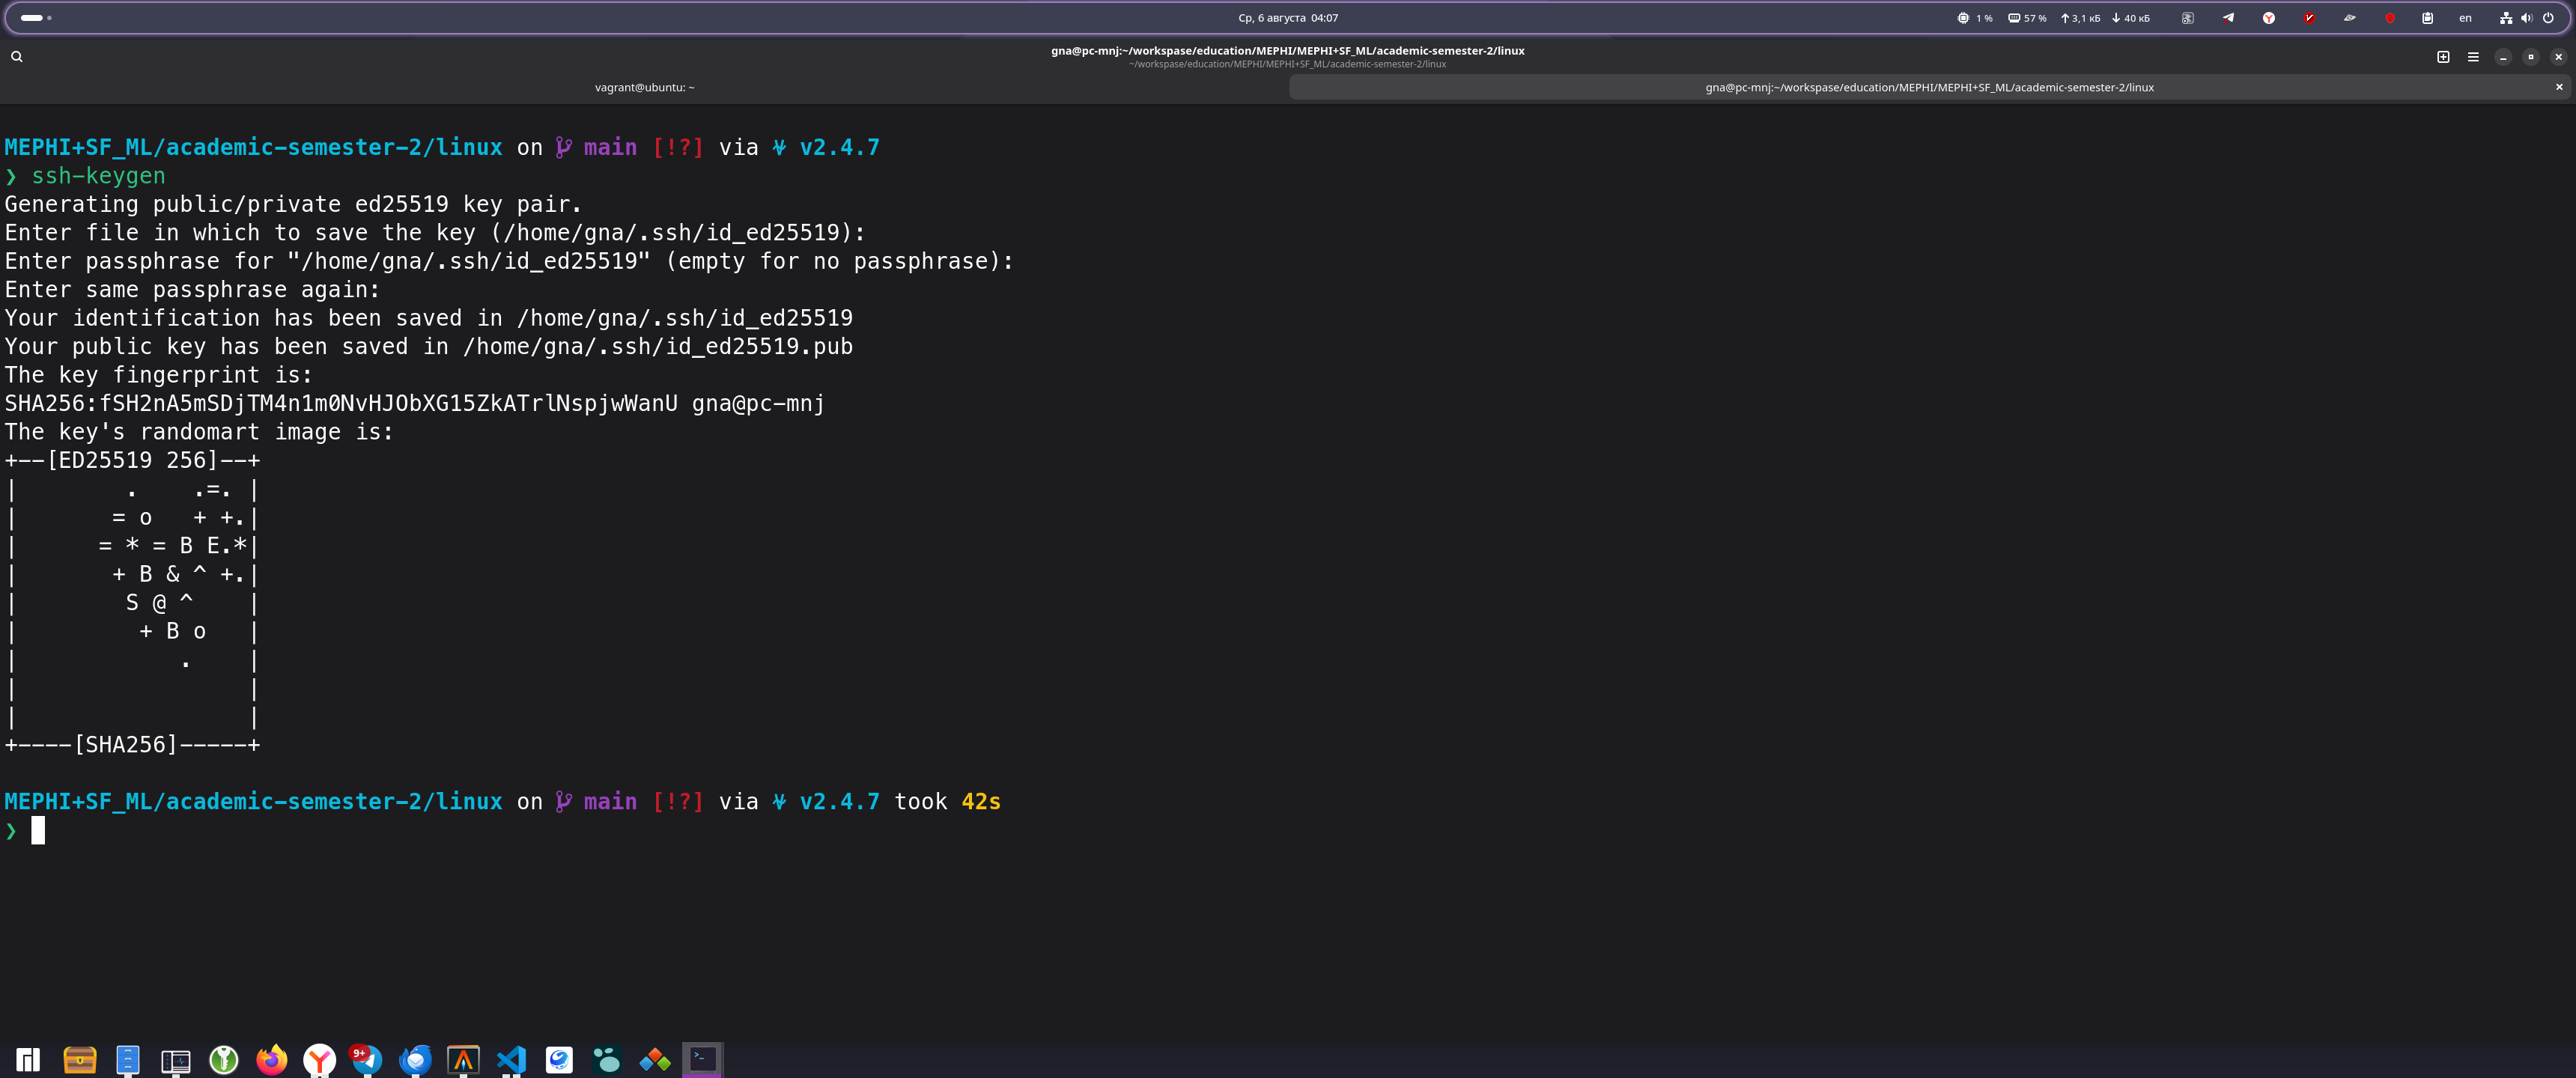 Ср, 6 августа 04:07
1 % 57 % 3,1 кБ 40 кБ en
gna@pc-mnj:~/workspase/education/MEPHI/MEPHI+SF_ML/academic-semester-2/linux
~/workspase/education/MEPHI/MEPHI+SF_ML/academic-semester-2/linux
vagrant@ubuntu: ~
gna@pc-mnj:~/workspase/education/MEPHI/MEPHI+SF_ML/academic-semester-2/linux
MEPHI+SF_ML/academic-semester-2/linux on main [!?] via v2.4.7
❯ ssh-keygen
Generating public/private ed25519 key pair.
Enter file in which to save the key (/home/gna/.ssh/id_ed25519):
Enter passphrase for "/home/gna/.ssh/id_ed25519" (empty for no passphrase):
Enter same passphrase again:
Your identification has been saved in /home/gna/.ssh/id_ed25519
Your public key has been saved in /home/gna/.ssh/id_ed25519.pub
The key fingerprint is:
SHA256:fSH2nA5mSDjTM4n1m0NvHJObXG15ZkATrlNspjwWanU gna@pc-mnj
The key's randomart image is:
+--[ED25519 256]--+
|        .    .=. |
|       = o   + +.|
|      = * = B E.*|
|       + B & ^ +.|
|        S @ ^    |
|         + B o   |
|            .    |
|                 |
|                 |
+----[SHA256]-----+
MEPHI+SF_ML/academic-semester-2/linux on main [!?] via v2.4.7 took 42s
❯
9+